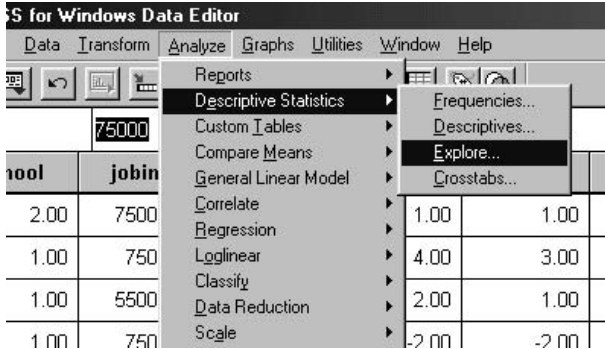 SS for Windows Data Editor
Data Transform Analyze Graphs Utilities Window Help
75000
Reports
Descriptive Statistics
Custom Tables
Compare Means
General Linear Model
Correlate
Regression
Loglinear
Classify
Data Reduction
Scale
Frequencies...
Descriptives...
Explore...
Crosstabs...
nool jobin
2.00 7500 1.00 1.00
1.00 750 4.00 3.00
1.00 5500 2.00 1.00
1.00 750 -2.00 -2.00